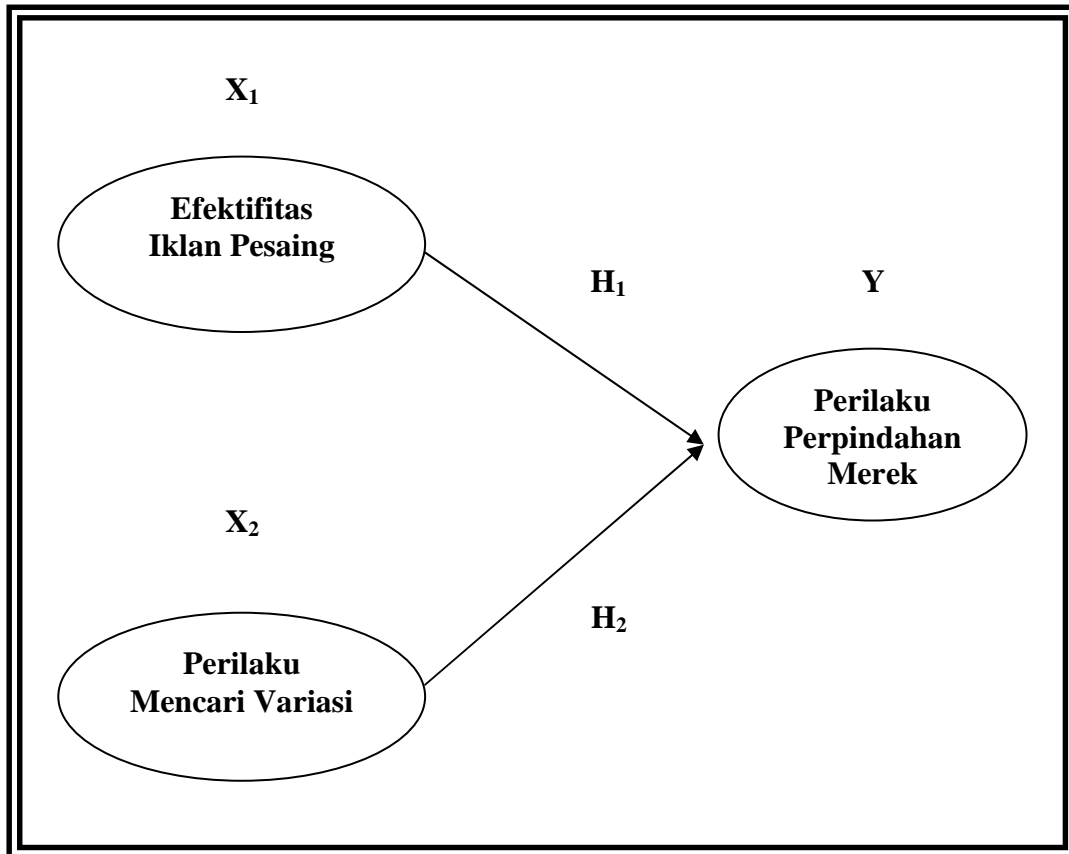 X₁
Efektifitas
Iklan Pesaing
H₁
Y
Perilaku
Perpindahan
Merek
X₂
H₂
Perilaku
Mencari Variasi